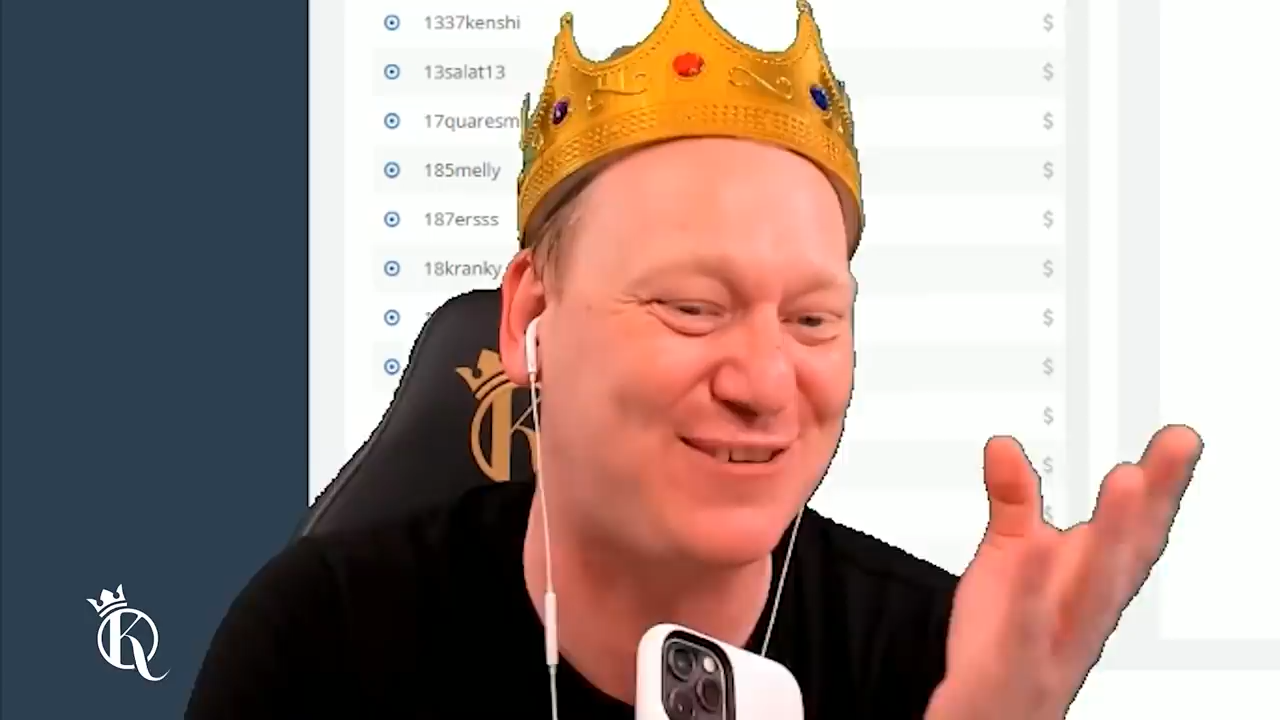 1337kenshi $
13salat13 $
17quaresm $
185melly $
187ersss $
18kranky $
$
$
$
$
$